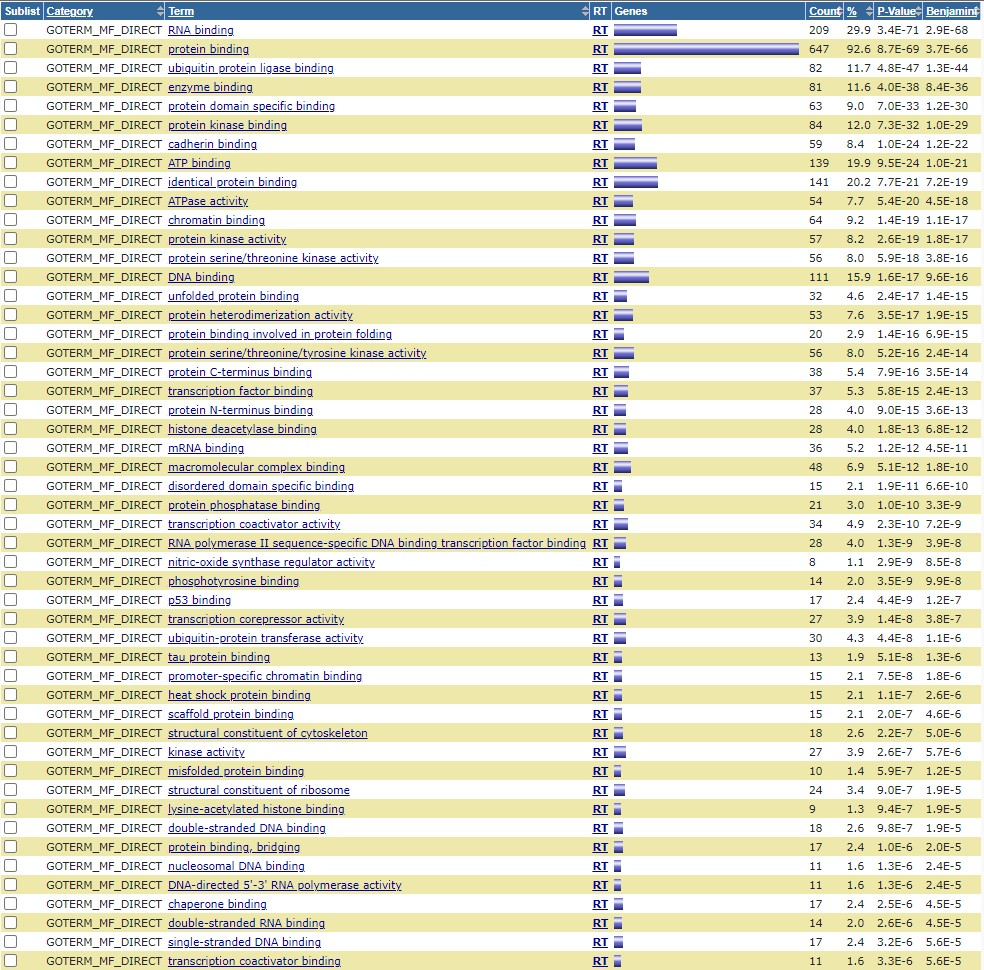 Sublist Category Term RT Genes Count % P-Value Benjamini
GOTERM_MF_DIRECT RNA binding RT 209 29.9 3.4E-71 2.9E-68
GOTERM_MF_DIRECT protein binding RT 647 92.6 8.7E-69 3.7E-66
GOTERM_MF_DIRECT ubiquitin protein ligase binding RT 82 11.7 4.8E-47 1.3E-44
GOTERM_MF_DIRECT enzyme binding RT 81 11.6 4.0E-38 8.4E-36
GOTERM_MF_DIRECT protein domain specific binding RT 63 9.0 7.0E-33 1.2E-30
GOTERM_MF_DIRECT protein kinase binding RT 84 12.0 7.3E-32 1.0E-29
GOTERM_MF_DIRECT cadherin binding RT 59 8.4 1.0E-24 1.2E-22
GOTERM_MF_DIRECT ATP binding RT 139 19.9 9.5E-24 1.0E-21
GOTERM_MF_DIRECT identical protein binding RT 141 20.2 7.7E-21 7.2E-19
GOTERM_MF_DIRECT ATPase activity RT 54 7.7 5.4E-20 4.5E-18
GOTERM_MF_DIRECT chromatin binding RT 64 9.2 1.4E-19 1.1E-17
GOTERM_MF_DIRECT protein kinase activity RT 57 8.2 2.6E-19 1.8E-17
GOTERM_MF_DIRECT protein serine/threonine kinase activity RT 56 8.0 5.9E-18 3.8E-16
GOTERM_MF_DIRECT DNA binding RT 111 15.9 1.6E-17 9.6E-16
GOTERM_MF_DIRECT unfolded protein binding RT 32 4.6 2.4E-17 1.4E-15
GOTERM_MF_DIRECT protein heterodimerization activity RT 53 7.6 3.5E-17 1.9E-15
GOTERM_MF_DIRECT protein binding involved in protein folding RT 20 2.9 1.4E-16 6.9E-15
GOTERM_MF_DIRECT protein serine/threonine/tyrosine kinase activity RT 56 8.0 5.2E-16 2.4E-14
GOTERM_MF_DIRECT protein C-terminus binding RT 38 5.4 7.9E-16 3.5E-14
GOTERM_MF_DIRECT transcription factor binding RT 37 5.3 5.8E-15 2.4E-13
GOTERM_MF_DIRECT protein N-terminus binding RT 28 4.0 9.0E-15 3.6E-13
GOTERM_MF_DIRECT histone deacetylase binding RT 28 4.0 1.8E-13 6.8E-12
GOTERM_MF_DIRECT mRNA binding RT 36 5.2 1.2E-12 4.5E-11
GOTERM_MF_DIRECT macromolecular complex binding RT 48 6.9 5.1E-12 1.8E-10
GOTERM_MF_DIRECT disordered domain specific binding RT 15 2.1 1.9E-11 6.6E-10
GOTERM_MF_DIRECT protein phosphatase binding RT 21 3.0 1.0E-10 3.3E-9
GOTERM_MF_DIRECT transcription coactivator activity RT 34 4.9 2.3E-10 7.2E-9
GOTERM_MF_DIRECT RNA polymerase II sequence-specific DNA binding transcription factor binding RT 28 4.0 1.3E-9 3.9E-8
GOTERM_MF_DIRECT nitric-oxide synthase regulator activity RT 8 1.1 2.9E-9 8.5E-8
GOTERM_MF_DIRECT phosphotyrosine binding RT 14 2.0 3.5E-9 9.9E-8
GOTERM_MF_DIRECT p53 binding RT 17 2.4 4.4E-9 1.2E-7
GOTERM_MF_DIRECT transcription corepressor activity RT 27 3.9 1.4E-8 3.8E-7
GOTERM_MF_DIRECT ubiquitin-protein transferase activity RT 30 4.3 4.4E-8 1.1E-6
GOTERM_MF_DIRECT tau protein binding RT 13 1.9 5.1E-8 1.3E-6
GOTERM_MF_DIRECT promoter-specific chromatin binding RT 15 2.1 7.5E-8 1.8E-6
GOTERM_MF_DIRECT heat shock protein binding RT 15 2.1 1.1E-7 2.6E-6
GOTERM_MF_DIRECT scaffold protein binding RT 15 2.1 2.0E-7 4.6E-6
GOTERM_MF_DIRECT structural constituent of cytoskeleton RT 18 2.6 2.2E-7 5.0E-6
GOTERM_MF_DIRECT kinase activity RT 27 3.9 2.6E-7 5.7E-6
GOTERM_MF_DIRECT misfolded protein binding RT 10 1.4 5.9E-7 1.2E-5
GOTERM_MF_DIRECT structural constituent of ribosome RT 24 3.4 9.0E-7 1.9E-5
GOTERM_MF_DIRECT lysine-acetylated histone binding RT 9 1.3 9.4E-7 1.9E-5
GOTERM_MF_DIRECT double-stranded DNA binding RT 18 2.6 9.8E-7 1.9E-5
GOTERM_MF_DIRECT protein binding, bridging RT 17 2.4 1.0E-6 2.0E-5
GOTERM_MF_DIRECT nucleosomal DNA binding RT 11 1.6 1.3E-6 2.4E-5
GOTERM_MF_DIRECT DNA-directed 5'-3' RNA polymerase activity RT 11 1.6 1.3E-6 2.4E-5
GOTERM_MF_DIRECT chaperone binding RT 17 2.4 2.5E-6 4.5E-5
GOTERM_MF_DIRECT double-stranded RNA binding RT 14 2.0 2.6E-6 4.5E-5
GOTERM_MF_DIRECT single-stranded DNA binding RT 17 2.4 3.2E-6 5.6E-5
GOTERM_MF_DIRECT transcription coactivator binding RT 11 1.6 3.3E-6 5.6E-5